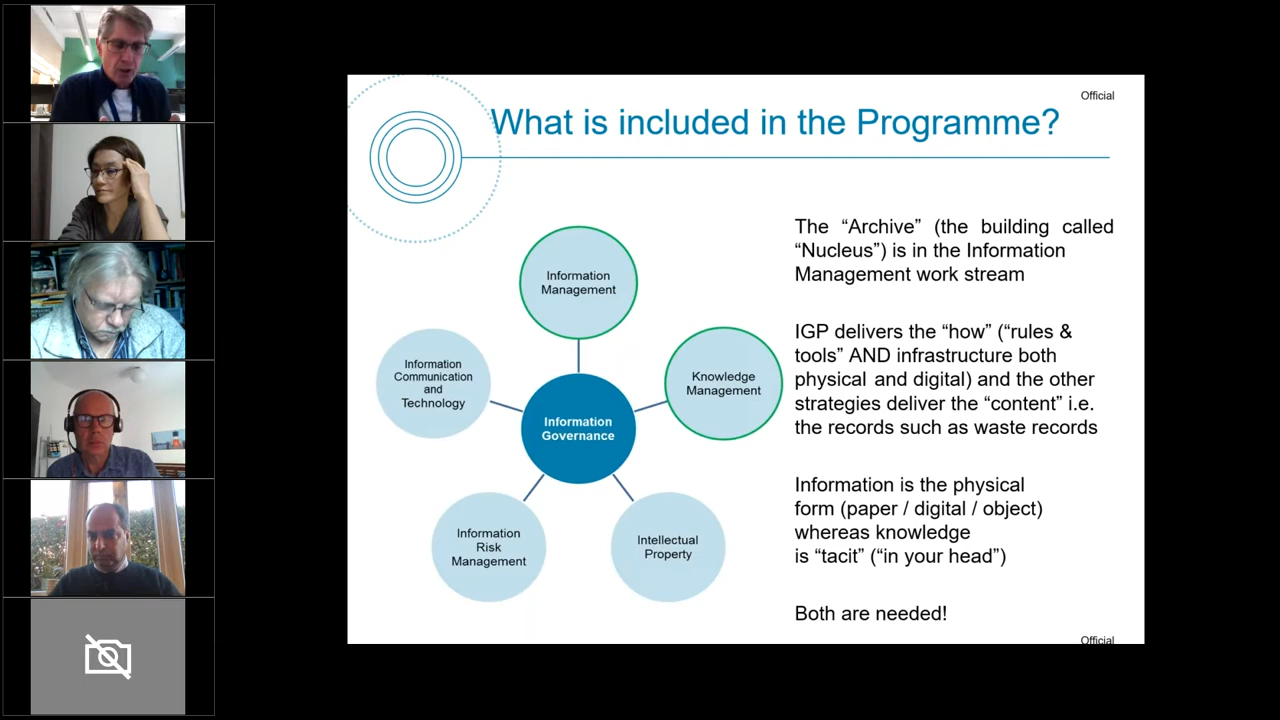 Official
What is included in the Programme?
Information
Management
Information
Communication
and
Technology
Knowledge
Management
Information
Governance
Information
Risk
Management
Intellectual
Property
The “Archive” (the building called
“Nucleus”) is in the Information
Management work stream
IGP delivers the “how” (“rules &
tools” AND infrastructure both
physical and digital) and the other
strategies deliver the “content” i.e.
the records such as waste records
Information is the physical
form (paper / digital / object)
whereas knowledge
is “tacit” (“in your head”)
Both are needed!
Official